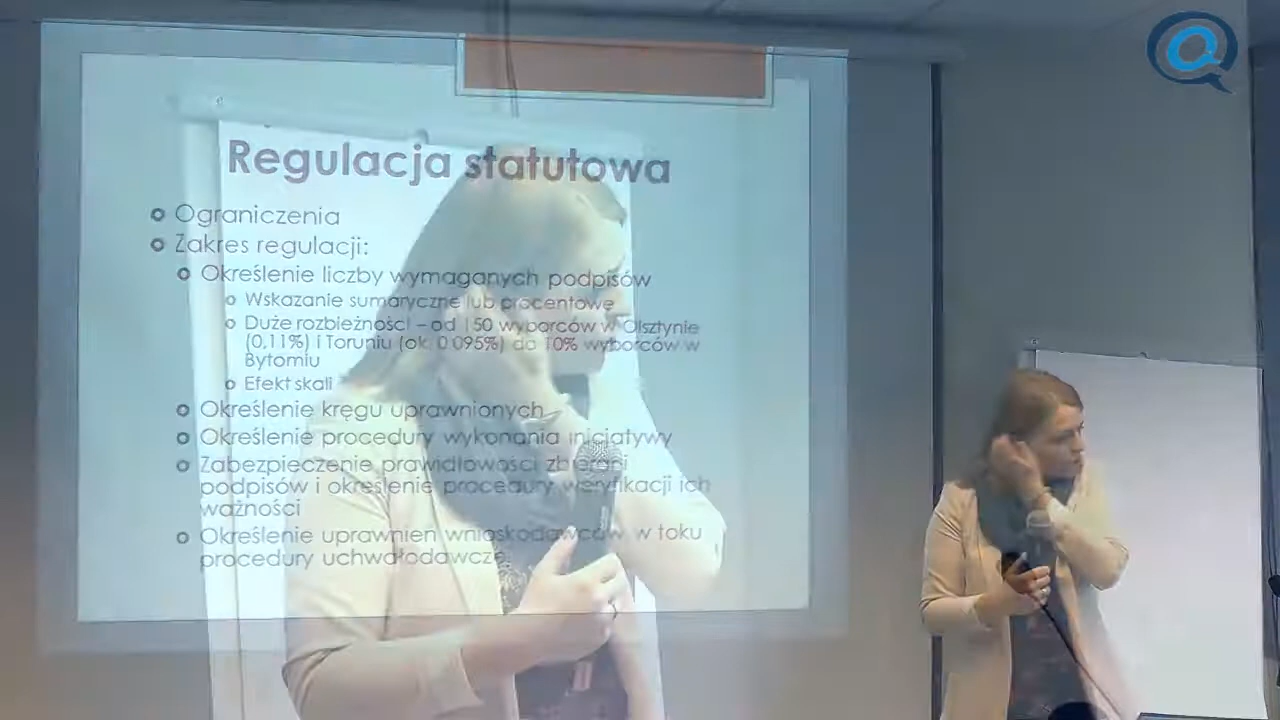 Regulacja statutowa
Ograniczenia
Zakres regulacji:
Określenie liczby wymaganych podpisów
Wskazanie sumaryczne lub procentowe
Duże rozbieżności – od 150 wyborców w Olsztynie
(0,11%) i Toruniu (ok. 0,095%) do 10% wyborców w
Bytomiu
Efekt skali
Określenie kręgu uprawnionych
Określenie procedury wykonania inicjatywy
Zabezpieczenie prawidłowości zbierani
podpisów i określenie procedury weryfikacji ich
ważności
Określenie uprawnien wnioskodawców w toku
procedury uchwałodawcze